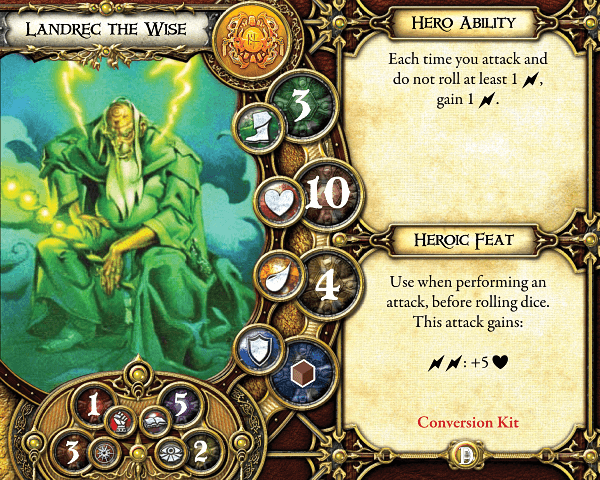 Landrec the Wise
3
10
4
1
5
3
2
Hero Ability
Each time you attack and
do not roll at least 1 ,
gain 1 .
Heroic Feat
Use when performing an
attack, before rolling dice.
This attack gains:
: +5
Conversion Kit
D